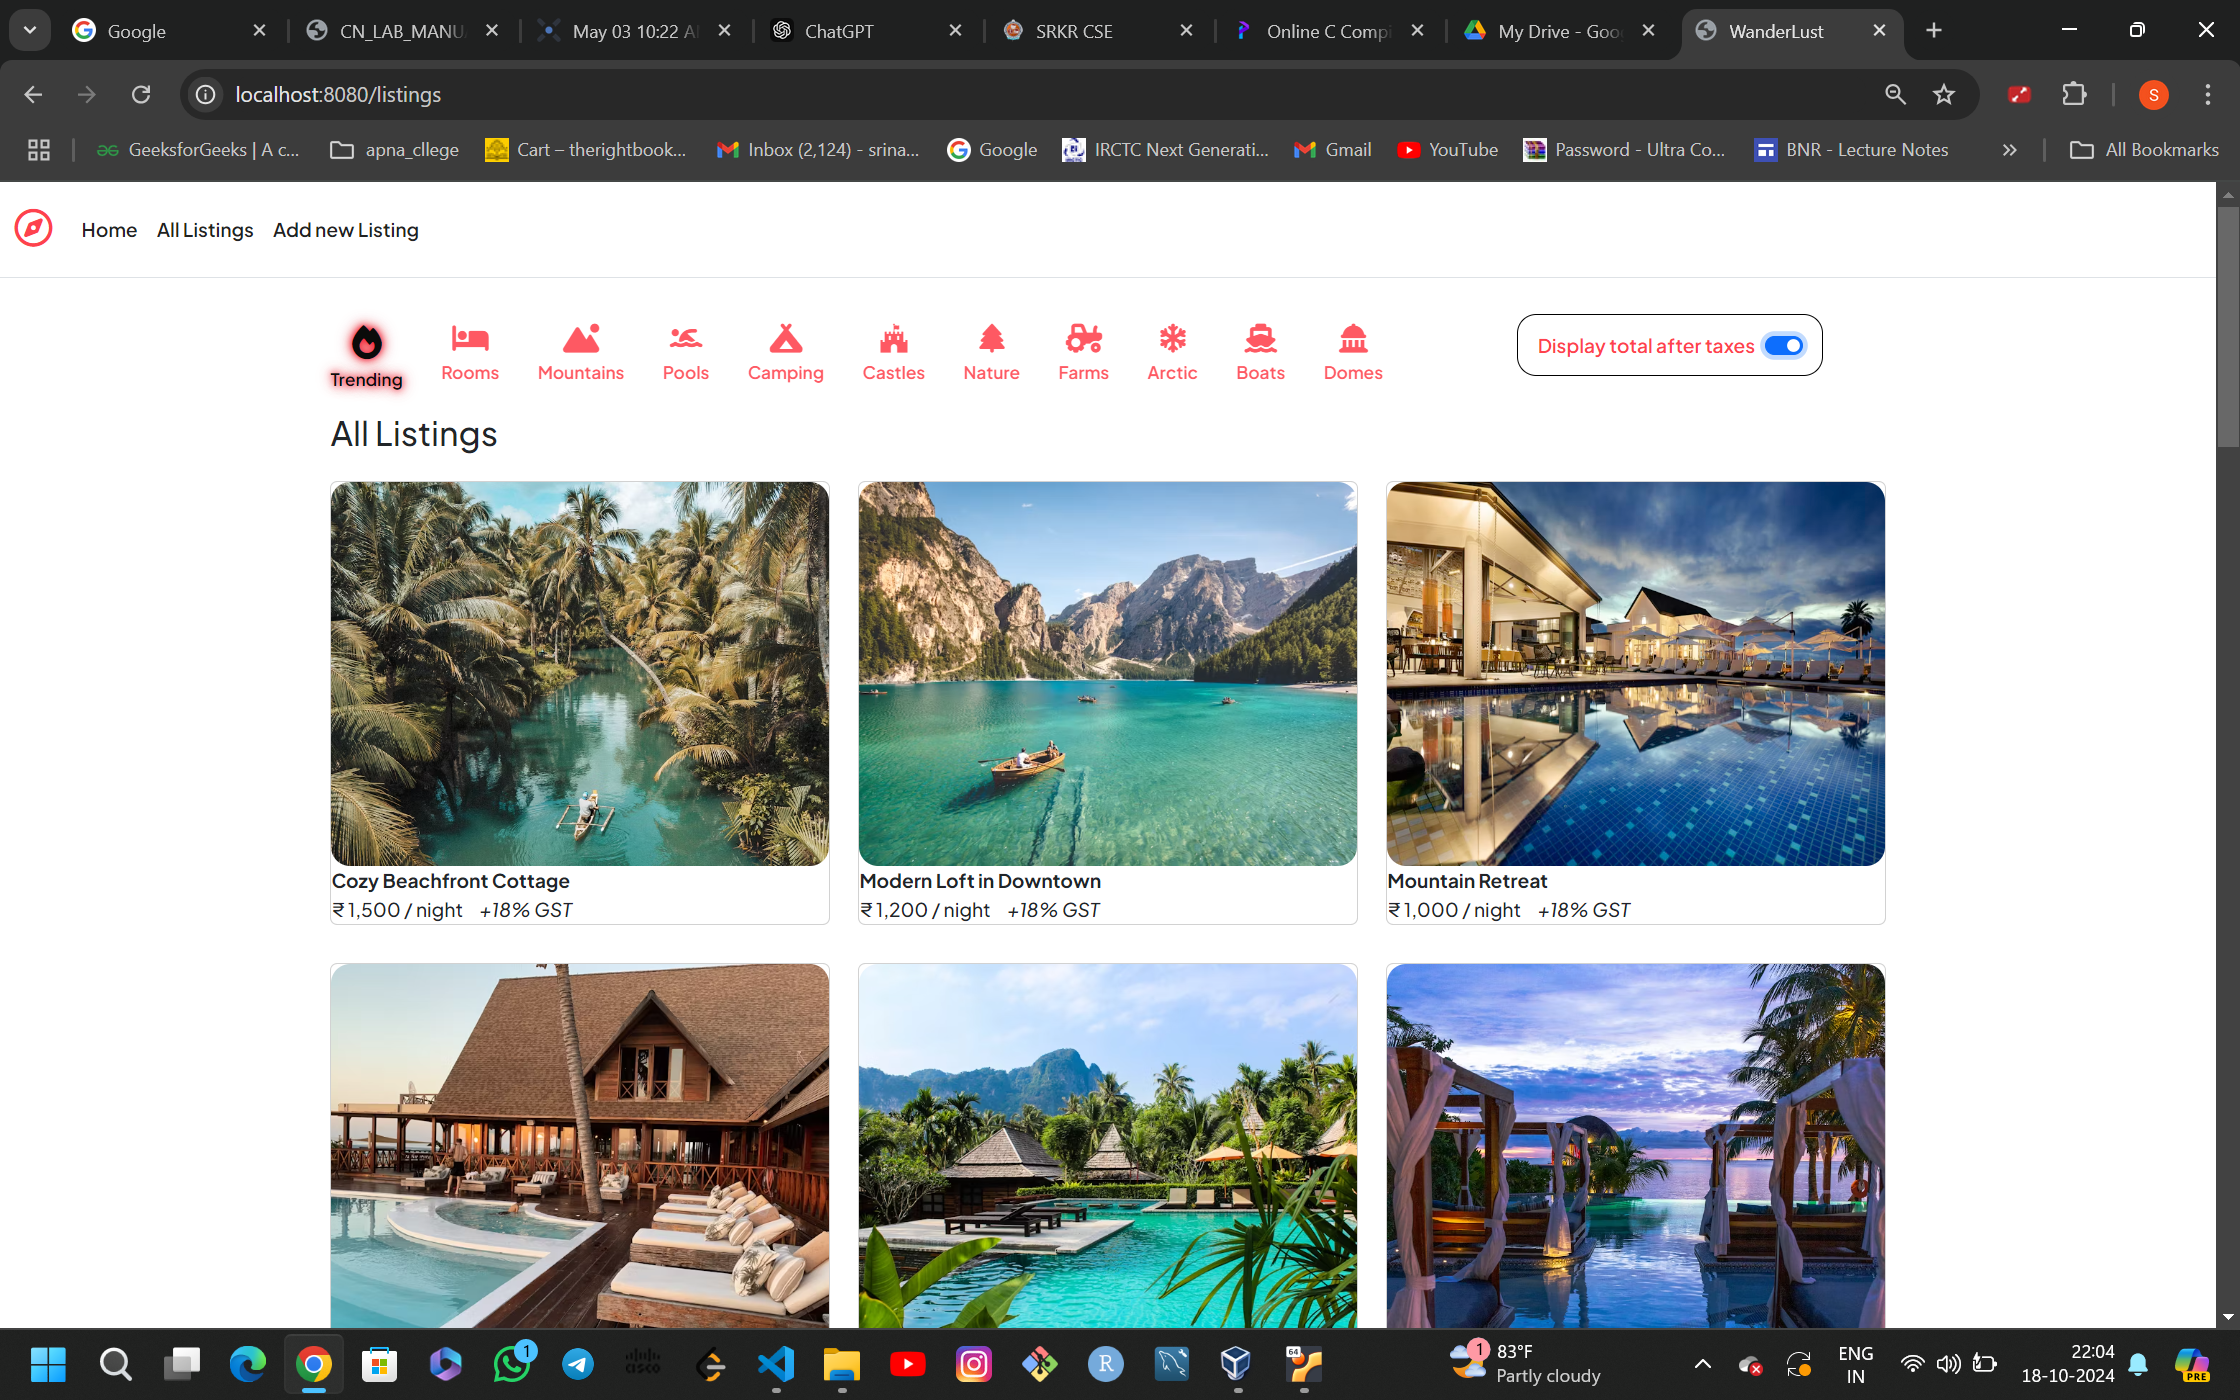 Google
CN_LAB_MANU
May 03 10:22 A
ChatGPT
SRKR CSE
Online C Compi
My Drive - Goo
WanderLust
localhost:8080/listings
S
GeeksforGeeks | A c...
apna_cllege
Cart – therightbook...
Inbox (2,124) - srina...
Google
IRCTC Next Generati...
Gmail
YouTube
Password - Ultra Co...
BNR - Lecture Notes
All Bookmarks
Home
All Listings
Add new Listing
Trending
Rooms
Mountains
Pools
Camping
Castles
Nature
Farms
Arctic
Boats
Domes
Display total after taxes
All Listings
Cozy Beachfront Cottage
₹ 1,500 / night +18% GST
Modern Loft in Downtown
₹ 1,200 / night +18% GST
Mountain Retreat
₹ 1,000 / night +18% GST
1
cisco
R
64
1
83°F
Partly cloudy
ENG
IN
22:04
18-10-2024
PRE